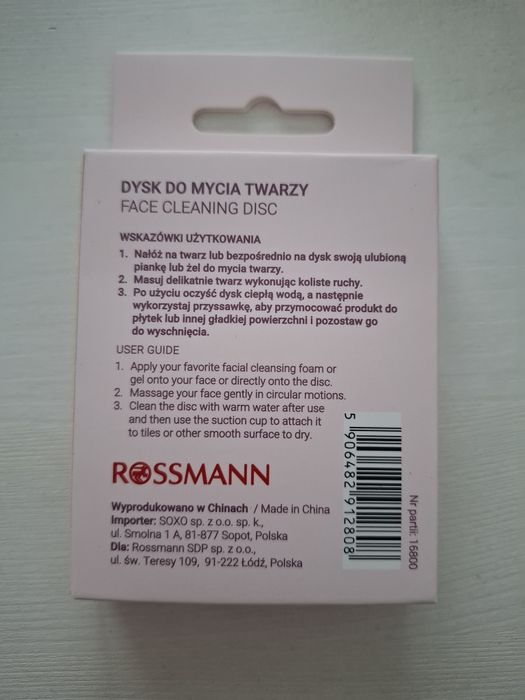 DYSK DO MYCIA TWARZY
FACE CLEANING DISC
WSKAZÓWKI UŻYTKOWANIA
1. Nałóż na twarz lub bezpośrednio na dysk swoją ulubioną
piankę lub żel do mycia twarzy.
2. Masuj delikatnie twarz wykonując koliste ruchy.
3. Po użyciu oczyść dysk ciepłą wodą, a następnie
wykorzystaj przyssawkę, aby przymocować produkt do
płytek lub innej gładkiej powierzchni i pozostaw go
do wyschnięcia.
USER GUIDE
1. Apply your favorite facial cleansing foam or
gel onto your face or directly onto the disc.
2. Massage your face gently in circular motions.
3. Clean the disc with warm water after use
and then use the suction cup to attach it
to tiles or other smooth surface to dry.
ROSSMANN
Wyprodukowano w Chinach / Made in China
Importer: SOXO sp. z o.o. sp. k.,
ul. Smolna 1 A, 81-877 Sopot, Polska
Dla: Rossmann SDP sp. z o.o.,
ul. św. Teresy 109, 91-222 Łódź, Polska
5 906482 912808
Nr partii: 16800